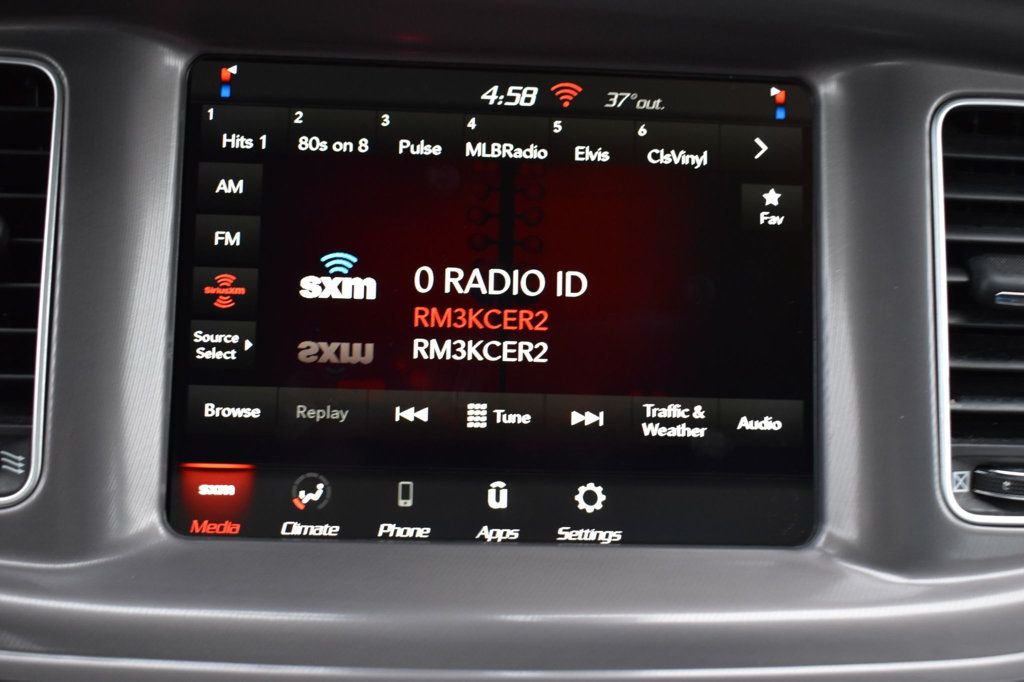 4:58 37°out.
1 2 3 4 5 6
Hits 1 80s on 8 Pulse MLBRadio Elvis ClsVinyl
AM
Fav
FM
sxm 0 RADIO ID
SiriusXM RM3KCER2
RM3KCER2
Source
Select
sxm
Browse Replay Tune Traffic & Audio
Weather
sxm
Media Climate Phone Apps Settings